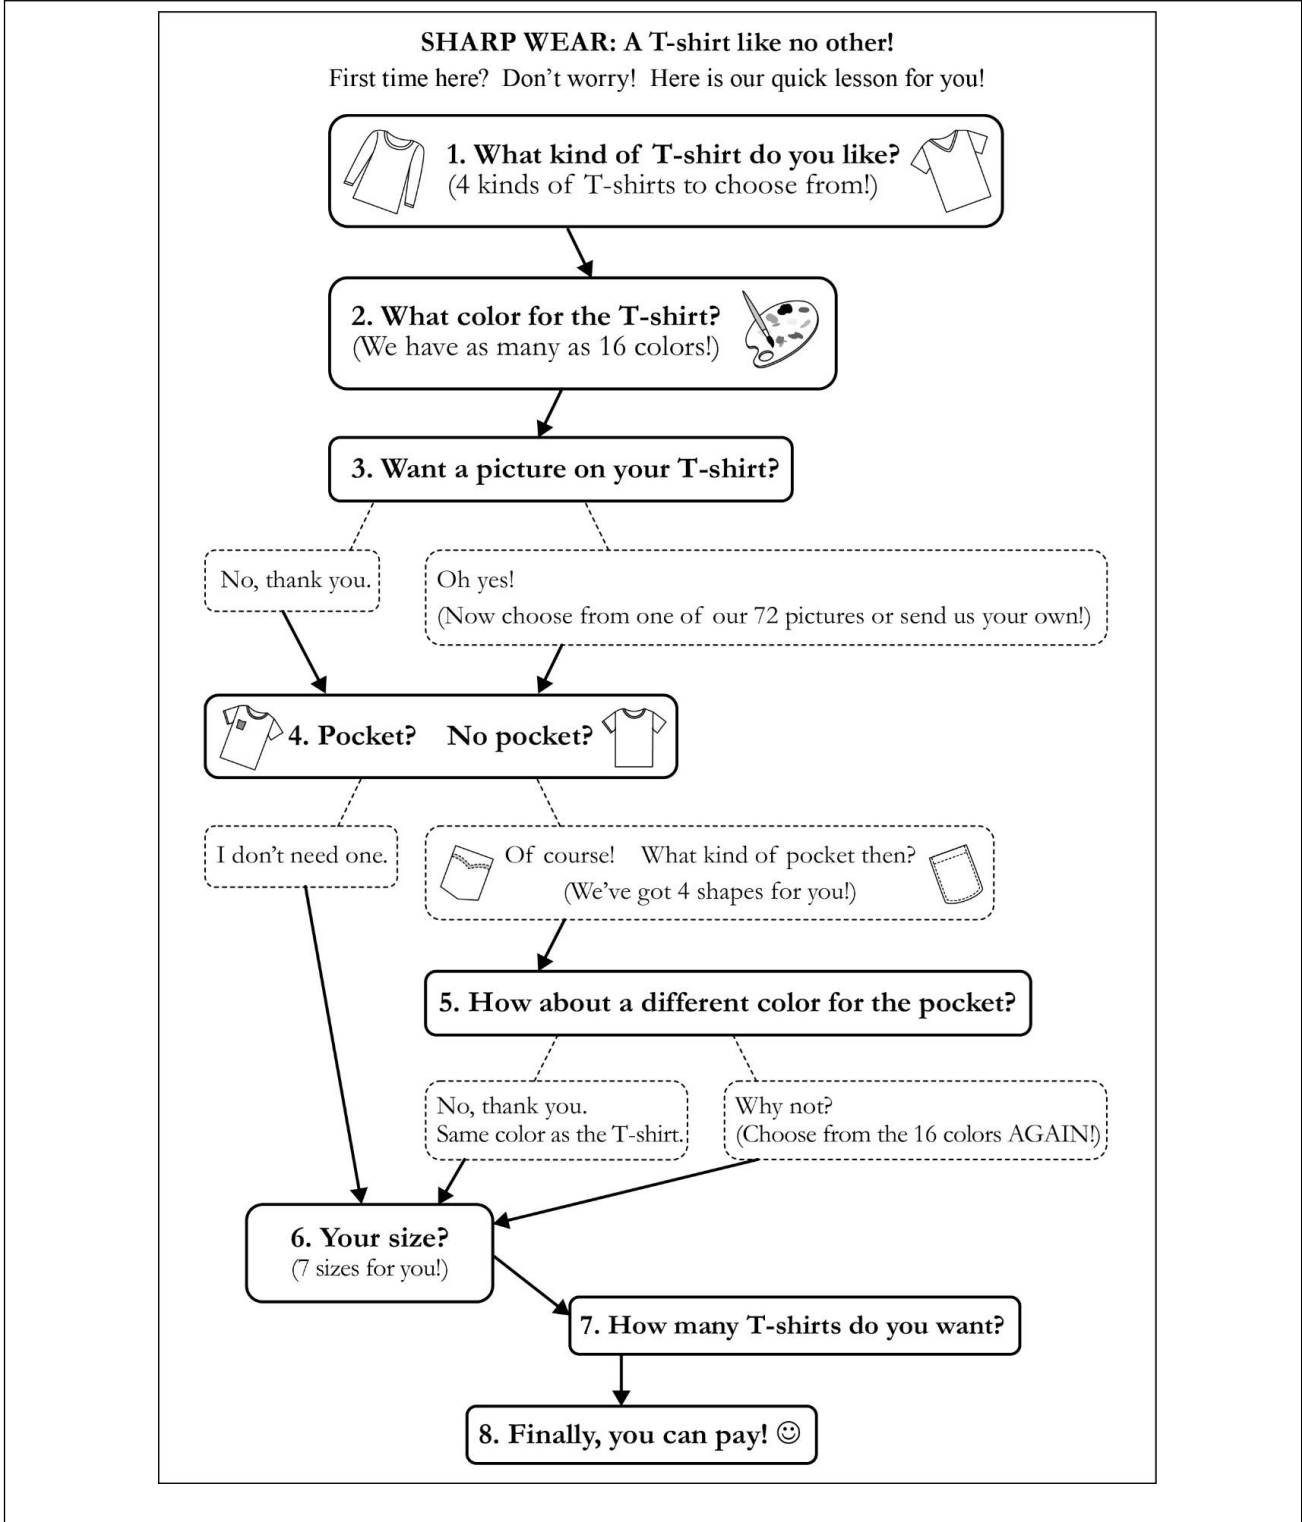 SHARP WEAR: A T-shirt like no other!
First time here? Don't worry! Here is our quick lesson for you!
1. What kind of T-shirt do you like?
(4 kinds of T-shirts to choose from!)
2. What color for the T-shirt?
(We have as many as 16 colors!)
3. Want a picture on your T-shirt?
No, thank you.
Oh yes!
(Now choose from one of our 72 pictures or send us your own!)
4. Pocket? No pocket?
I don't need one.
Of course! What kind of pocket then?
(We've got 4 shapes for you!)
5. How about a different color for the pocket?
No, thank you.
Same color as the T-shirt.
Why not?
(Choose from the 16 colors AGAIN!)
6. Your size?
(7 sizes for you!)
7. How many T-shirts do you want?
8. Finally, you can pay! ☺